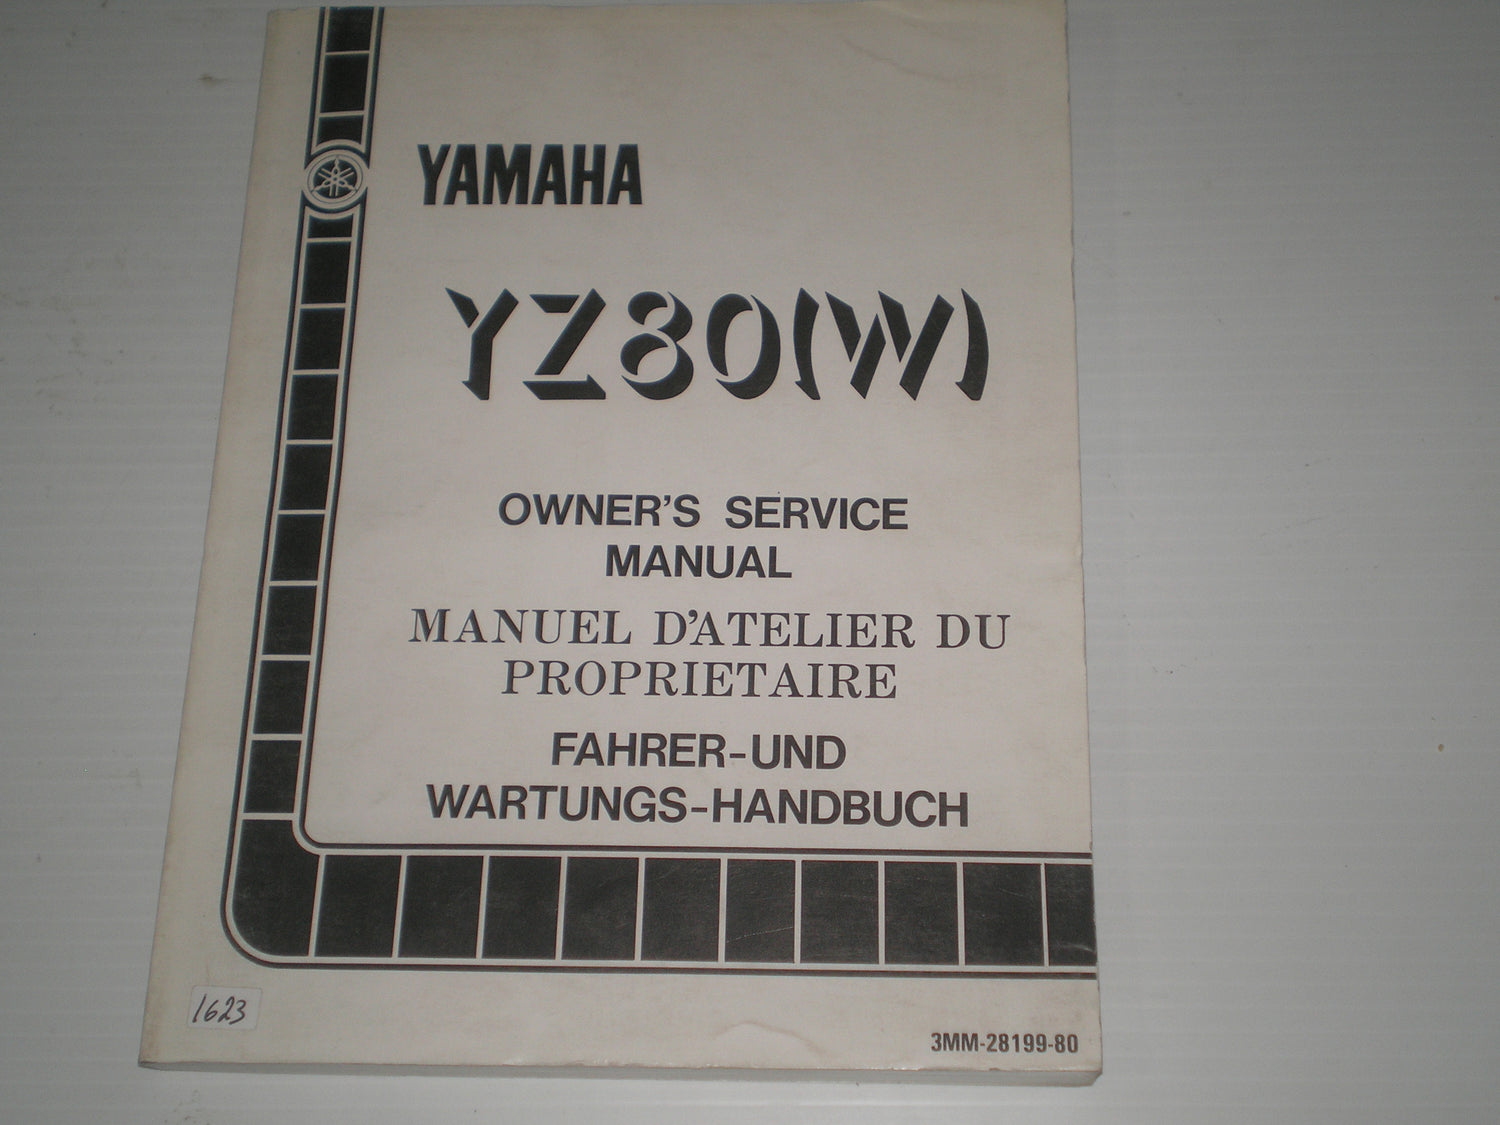 YAMAHA
YZ80(W)
OWNER'S SERVICE
MANUAL
MANUEL D'ATELIER DU
PROPRIETAIRE
FAHRER-UND
WARTUNGS-HANDBUCH
1623
3MM-28199-80